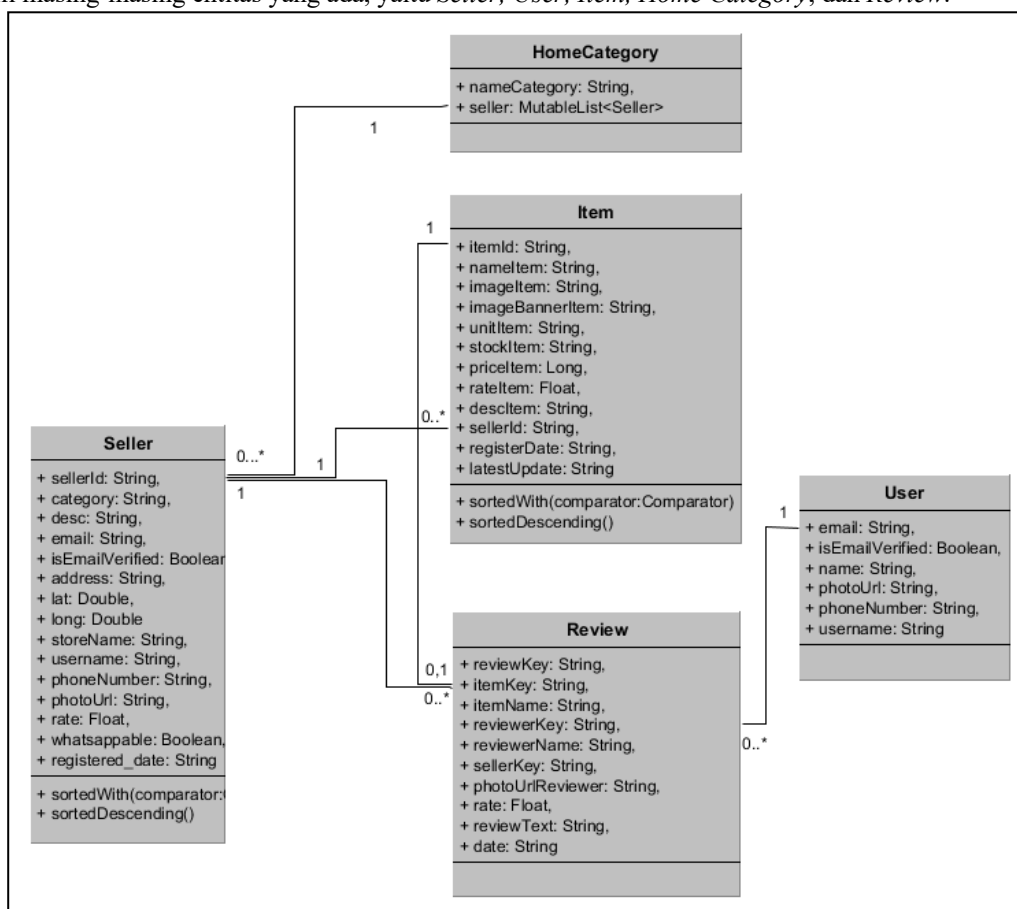 masing-masing entitas yang ada, yaitu Seller, User, Item, Home Category, dan Review.
HomeCategory
+ nameCategory: String,
+ seller: MutableList<Seller>
1
Item
1
+ itemId: String,
+ nameItem: String,
+ imageItem: String,
+ imageBannerItem: String,
+ unitItem: String,
+ stockItem: String,
+ priceItem: Long,
+ rateItem: Float,
+ descItem: String,
0..*
+ sellerId: String,
+ registerDate: String,
+ latestUpdate: String
+ sortedWith(comparator:Comparator)
+ sortedDescending()
Seller
0...*
1
1
+ sellerId: String,
+ category: String,
+ desc: String,
+ email: String,
+ isEmailVerified: Boolean
+ address: String,
+ lat: Double,
+ long: Double
+ storeName: String,
+ username: String,
+ phoneNumber: String,
+ photoUrl: String,
+ rate: Float,
+ whatsappable: Boolean,
+ registered_date: String
+ sortedWith(comparator:
+ sortedDescending()
User
1
+ email: String,
+ isEmailVerified: Boolean,
+ name: String,
+ photoUrl: String,
+ phoneNumber: String,
+ username: String
Review
0,1
0..*
+ reviewKey: String,
+ itemKey: String,
+ itemName: String,
+ reviewerKey: String,
+ reviewerName: String,
+ sellerKey: String,
+ photoUrlReviewer: String,
+ rate: Float,
+ reviewText: String,
+ date: String
0..*